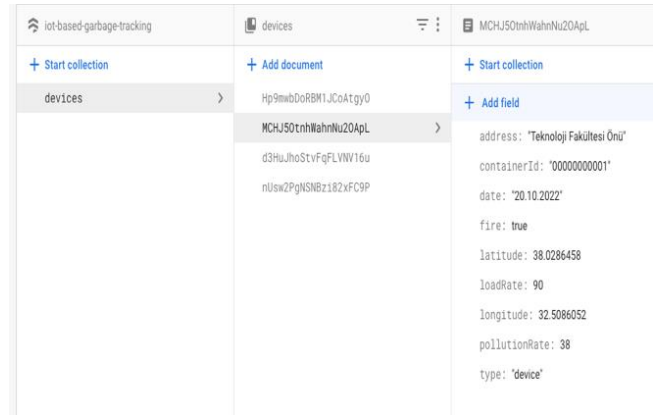 iot-based-garbage-tracking
+ Start collection
devices
devices
+ Add document
Hp9mwbDoRBM1JCoAtgyO
MCHJ5OtnhWahnNu2OApL
d3HuJhoStvFqFLVNV16u
nUsw2PgNSNBzi82xFC9P
MCHJ5OtnhWahnNu2OApL
+ Start collection
+ Add field
address: "Teknoloji Fakültesi Önü"
containerId: "00000000001"
date: "20.10.2022"
fire: true
latitude: 38.0286458
loadRate: 90
longitude: 32.5086052
pollutionRate: 38
type: "device"